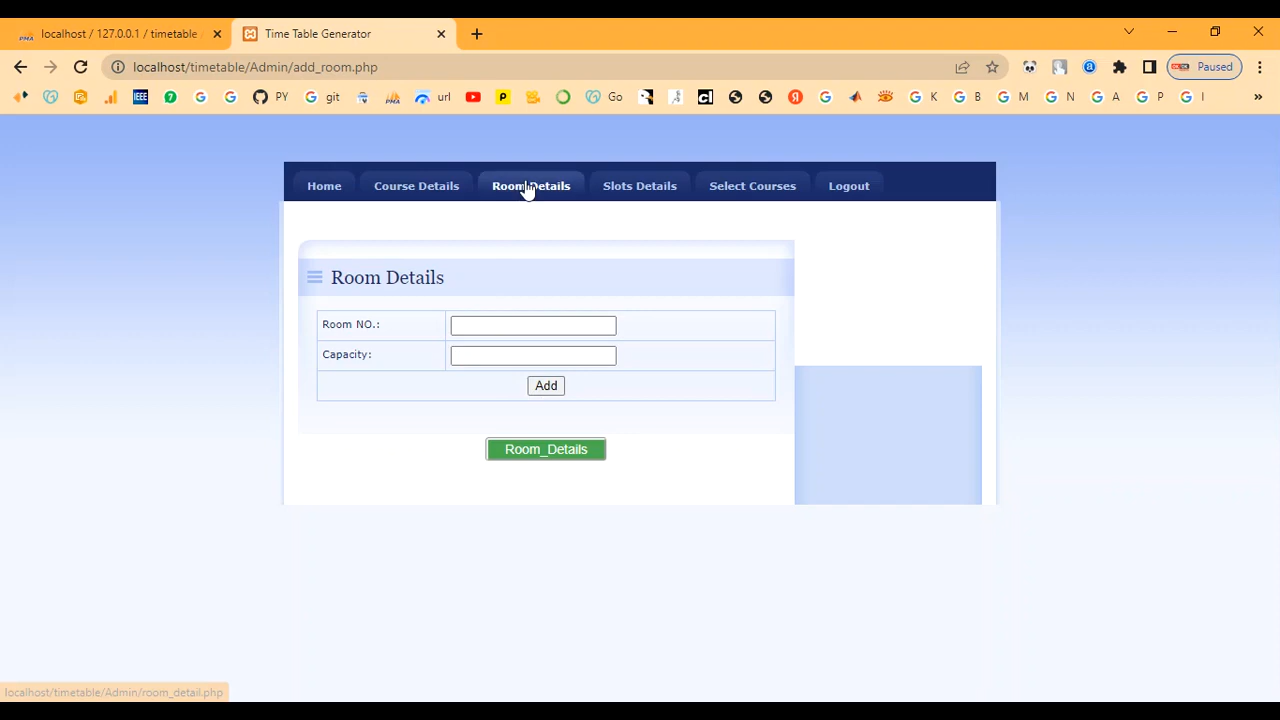 localhost / 127.0.0.1 / timetable
Time Table Generator
localhost/timetable/Admin/add_room.php
Paused
IEEE
PY
git
url
Go
K
B
M
N
A
P
I
»
Home
Course Details
Room Details
Slots Details
Select Courses
Logout
Room Details
Room NO.:
Capacity:
Add
Room_Details
localhost/timetable/Admin/room_detail.php